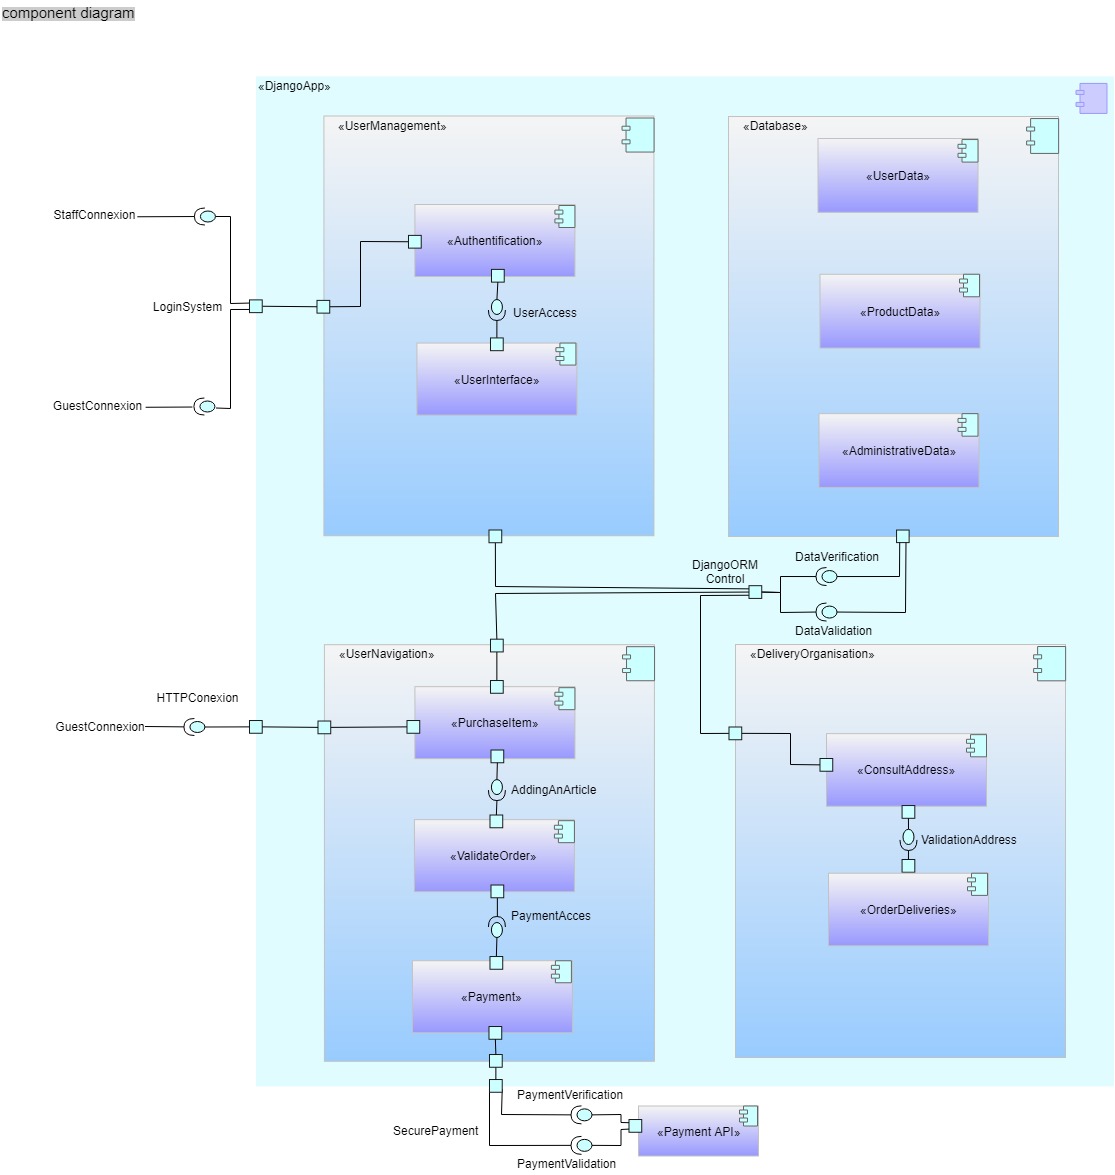 component diagram
«DjangoApp»
«UserManagement»
«Database»
«UserData»
StaffConnexion
«Authentification»
LoginSystem
UserAccess
«ProductData»
«UserInterface»
GuestConnexion
«AdministrativeData»
DataVerification
DjangoORM
Control
DataValidation
«UserNavigation»
«DeliveryOrganisation»
HTTPConexion
GuestConnexion
«PurchaseItem»
«ConsultAddress»
AddingAnArticle
ValidationAddress
«ValidateOrder»
PaymentAcces
«OrderDeliveries»
«Payment»
PaymentVerification
SecurePayment
«Payment API»
PaymentValidation